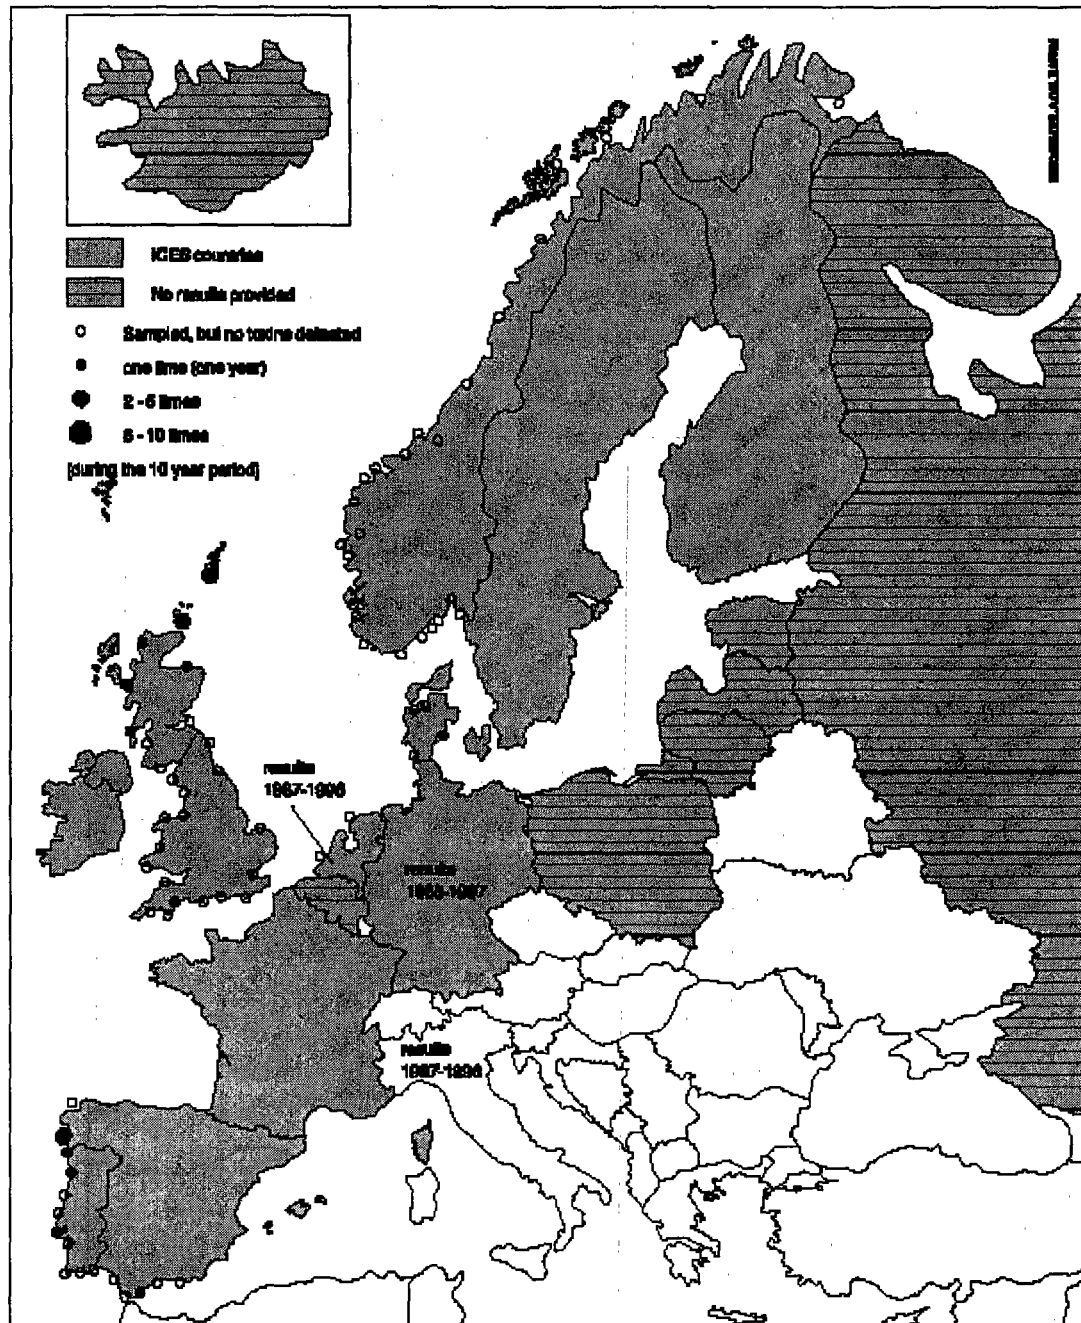 ICES countries
No results provided
Sampled, but no toxins detected
one time (one year)
2 - 5 times
6 - 10 times
(during the 10 year period)
results
1987-1996
results
results
1987-1996